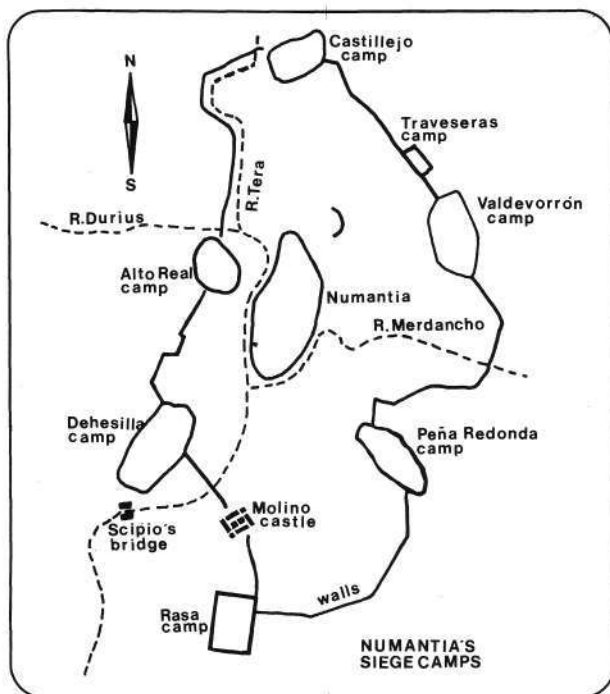 Castillejo
camp
N
Traveseras
camp
S
R.Tera
Valdevorrón
camp
R.Durius
Alto Real
camp
Numantia
R.Merdancho
Dehesilla
camp
Peña Redonda
camp
Molino
castle
Scipio's
bridge
walls
Rasa
camp
NUMANTIA'S
SIEGE CAMPS